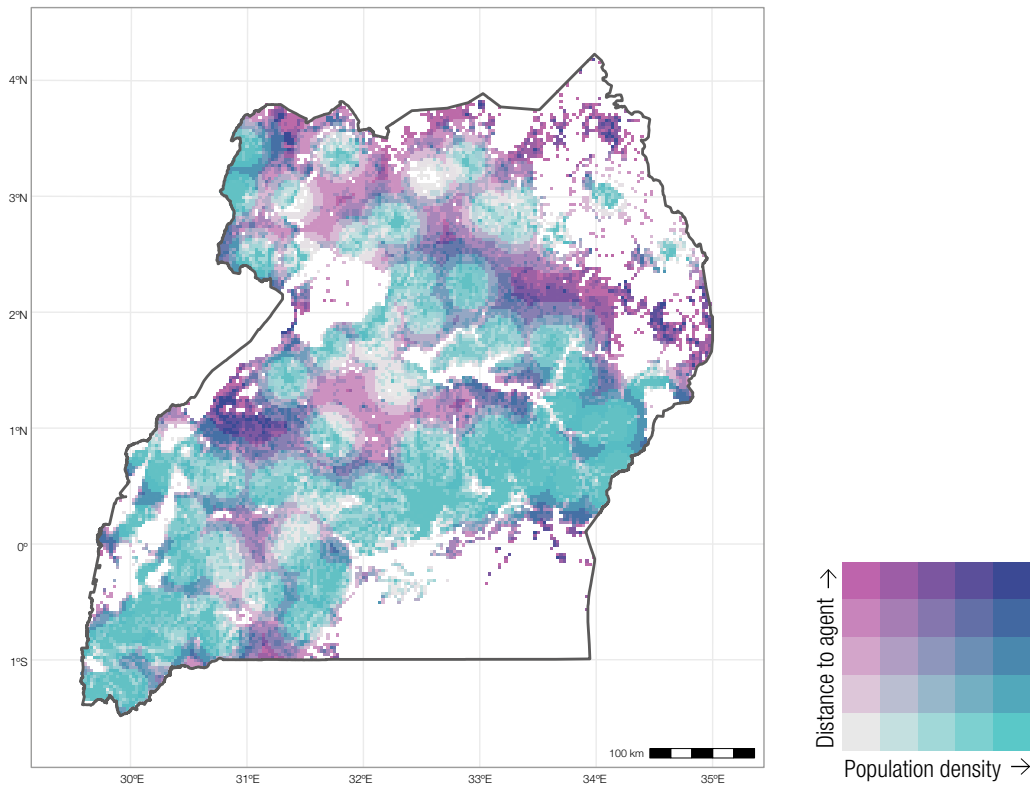 4°N
3°N
2°N
1°N
0°
1°S
100 km
30°E
31°E
32°E
33°E
34°E
35°E
Distance to agent →
Population density →